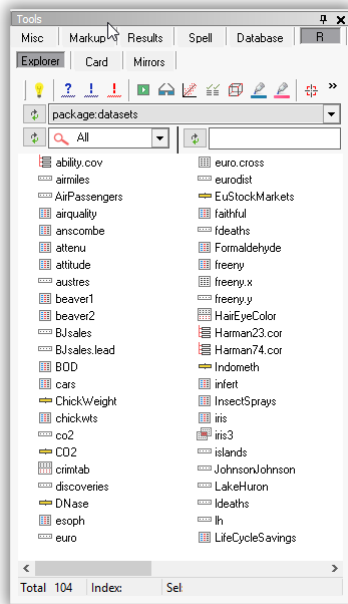 Tools
Misc Markup Results Spell Database R
Explorer Card Mirrors
package:datasets
All
ability.cov
airmiles
AirPassengers
airquality
anscombe
attenu
attitude
austres
beaver1
beaver2
BJsales
BJsales.lead
BOD
cars
ChickWeight
chickwts
co2
CO2
crimtab
discoveries
DNase
esoph
euro
euro.cross
eurodist
EuStockMarkets
faithful
fdeaths
Formaldehyde
freeny
freeny.x
freeny.y
HairEyeColor
Harman23.cor
Harman74.cor
Indometh
infert
InsectSprays
iris
iris3
islands
JohnsonJohnson
LakeHuron
ldeaths
lh
LifeCycleSavings
Total 104 Index: Sel: